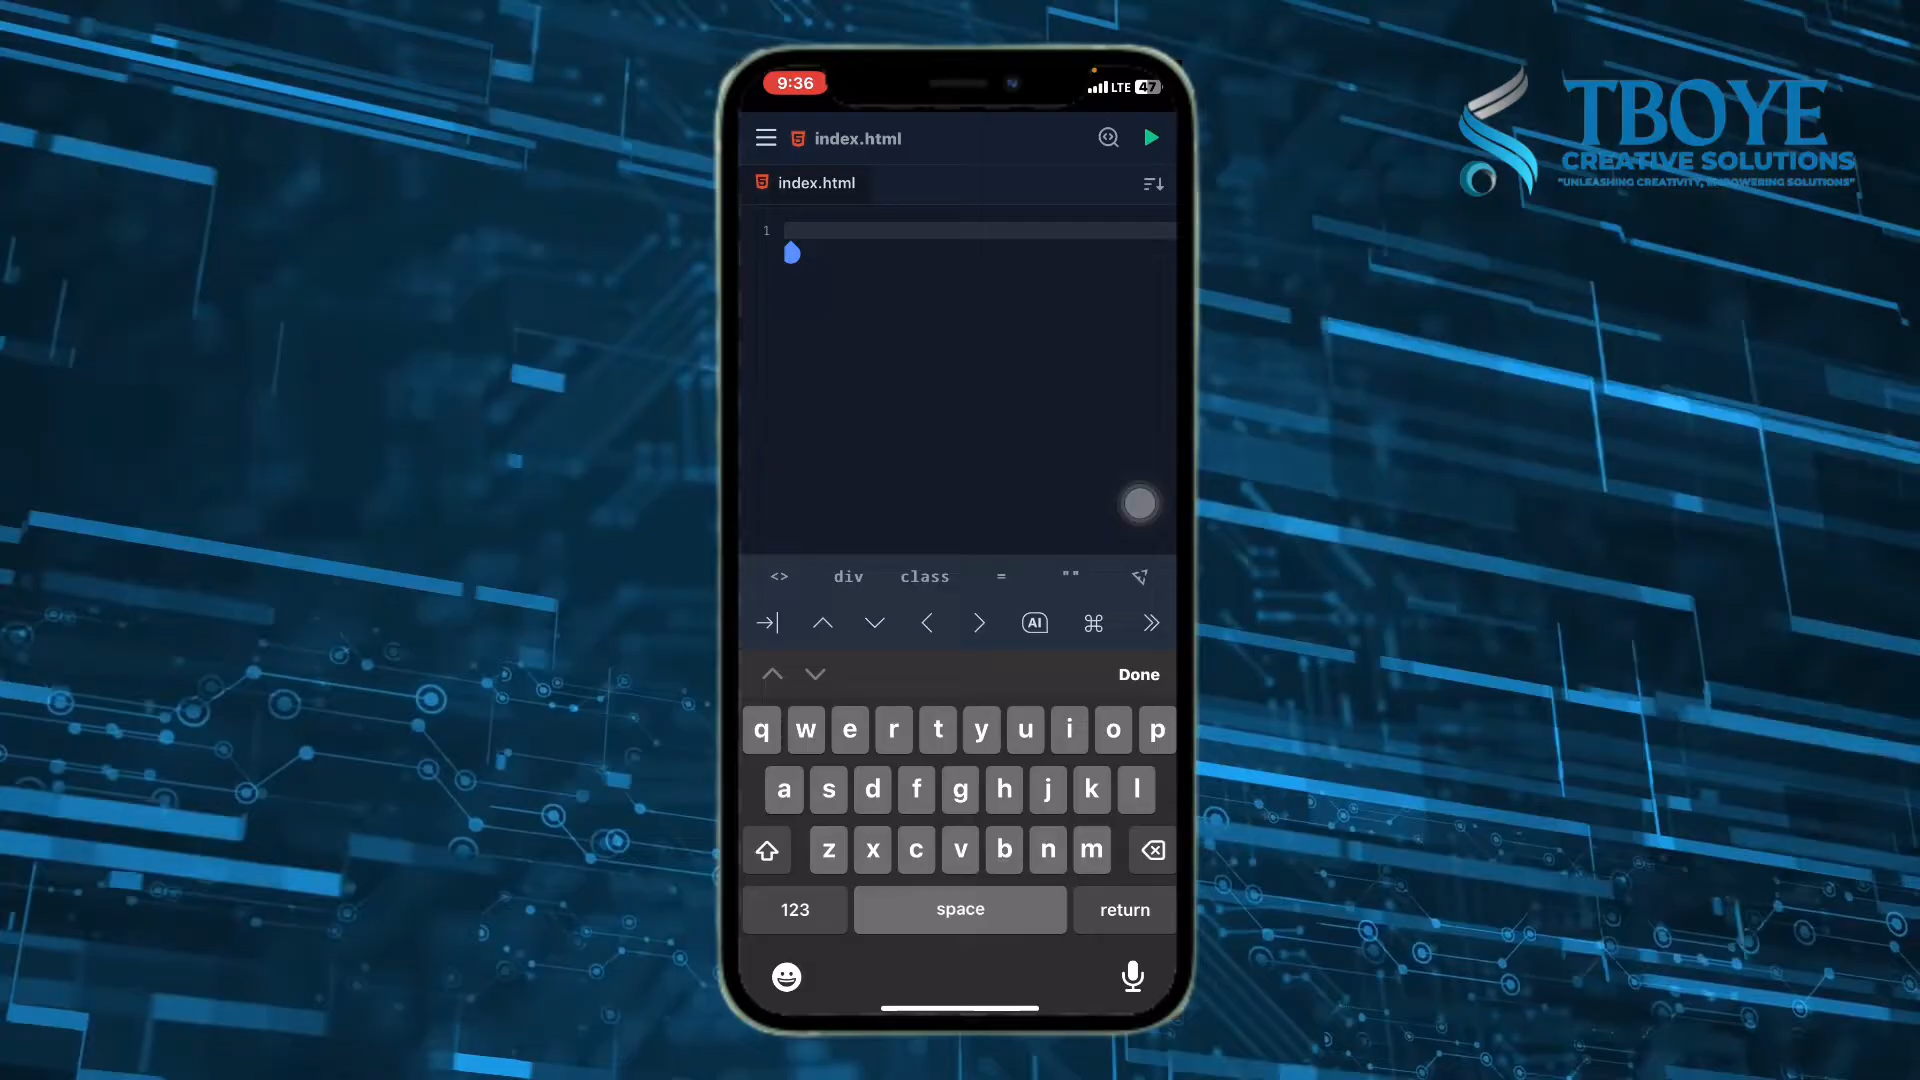 9:36
LTE 47
index.html
index.html
1
<> div class = ""
AI
Done
q w e r t y u i o p
a s d f g h j k l
z x c v b n m
123 space return
TBOYE
CREATIVE SOLUTIONS
"UNLEASHING CREATIVITY, EMPOWERING SOLUTIONS"